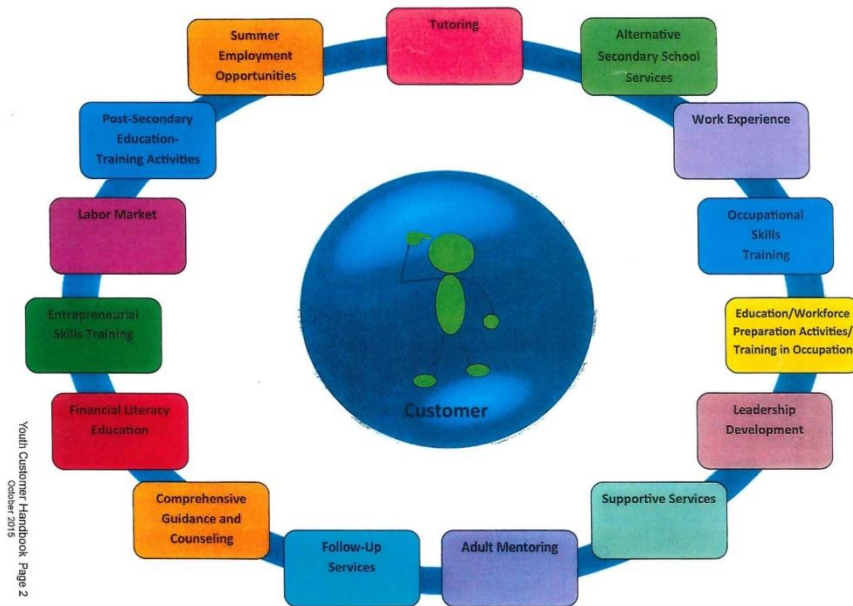 Tutoring
Alternative
Secondary School
Services
Work Experience
Occupational
Skills
Training
Education/Workforce
Preparation Activities/
Training in Occupation
Leadership
Development
Supportive Services
Adult Mentoring
Follow-Up
Services
Comprehensive
Guidance and
Counseling
Financial Literacy
Education
Entrepreneurial
Skills Training
Labor Market
Post-Secondary
Education-
Training Activities
Summer
Employment
Opportunities
Customer
Youth Customer Handbook Page 2
October 2015